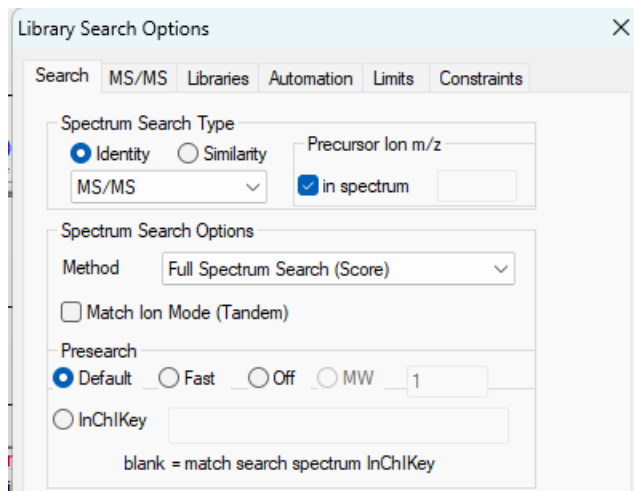 Library Search Options
Search MS/MS Libraries Automation Limits Constraints
Spectrum Search Type
Identity Similarity
Precursor Ion m/z
MS/MS
in spectrum
Spectrum Search Options
Method Full Spectrum Search (Score)
Match Ion Mode (Tandem)
Presearch
Default Fast Off MW 1
InChIKey
blank = match search spectrum InChIKey